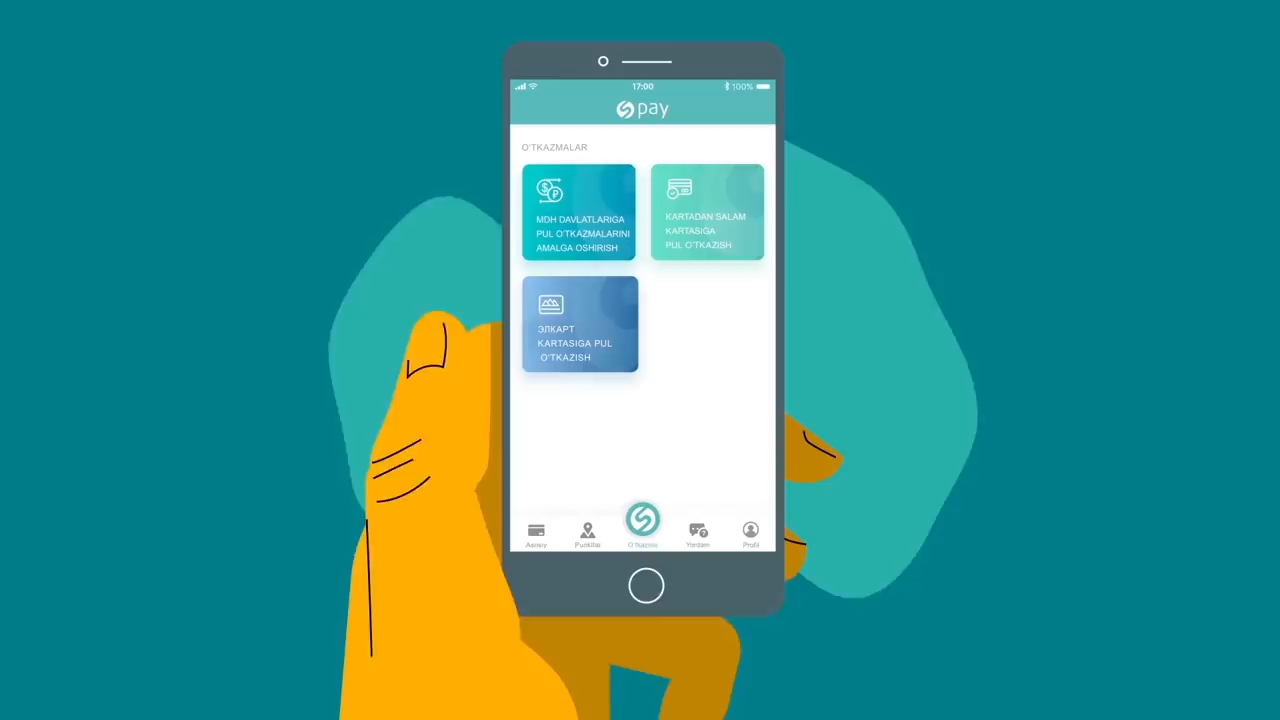 17:00
100%
pay
O'TKAZMALAR
MDH DAVLATLARIGA
PUL O'TKAZMALARINI
AMALGA OSHIRISH
KARTADAN SALAM
KARTASIGA
PUL O'TKAZISH
ЭЛКАРТ
KARTASIGA PUL
O'TKAZISH
Asosiy
Punktlar
O'tkazma
Yordam
Profil